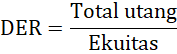 DER = Total utang / Ekuitas